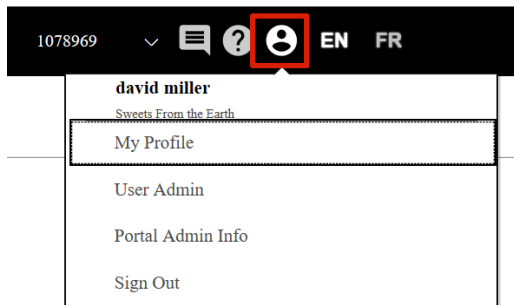 1078969 ? EN FR
david miller
Sweets From the Earth
My Profile
User Admin
Portal Admin Info
Sign Out